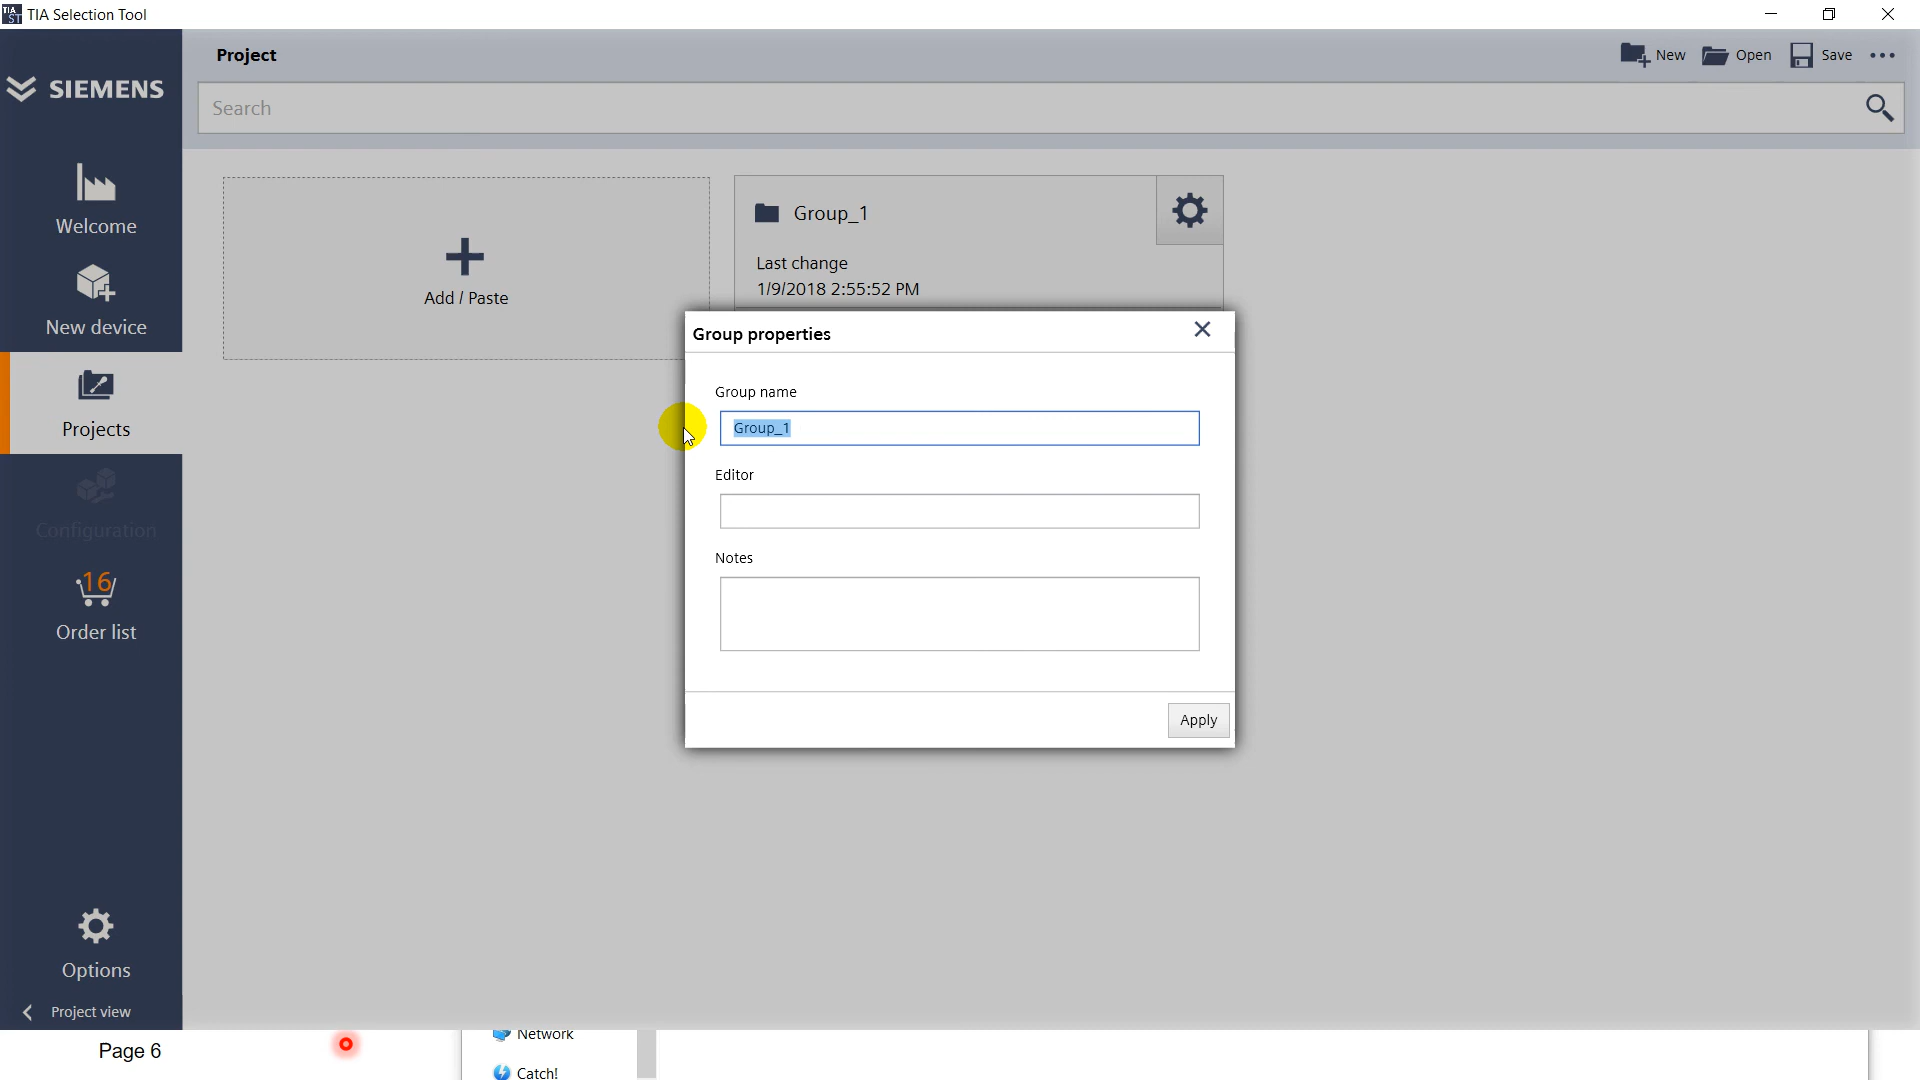 TIA Selection Tool
Project
New
Open
Save
SIEMENS
Search
Welcome
New device
Projects
Configuration
16
Order list
Options
Project view
Add / Paste
Group_1
Last change
1/9/2018 2:55:52 PM
Group properties
Group name
Group_1
Editor
Notes
Apply
Network
Page 6
Catch!